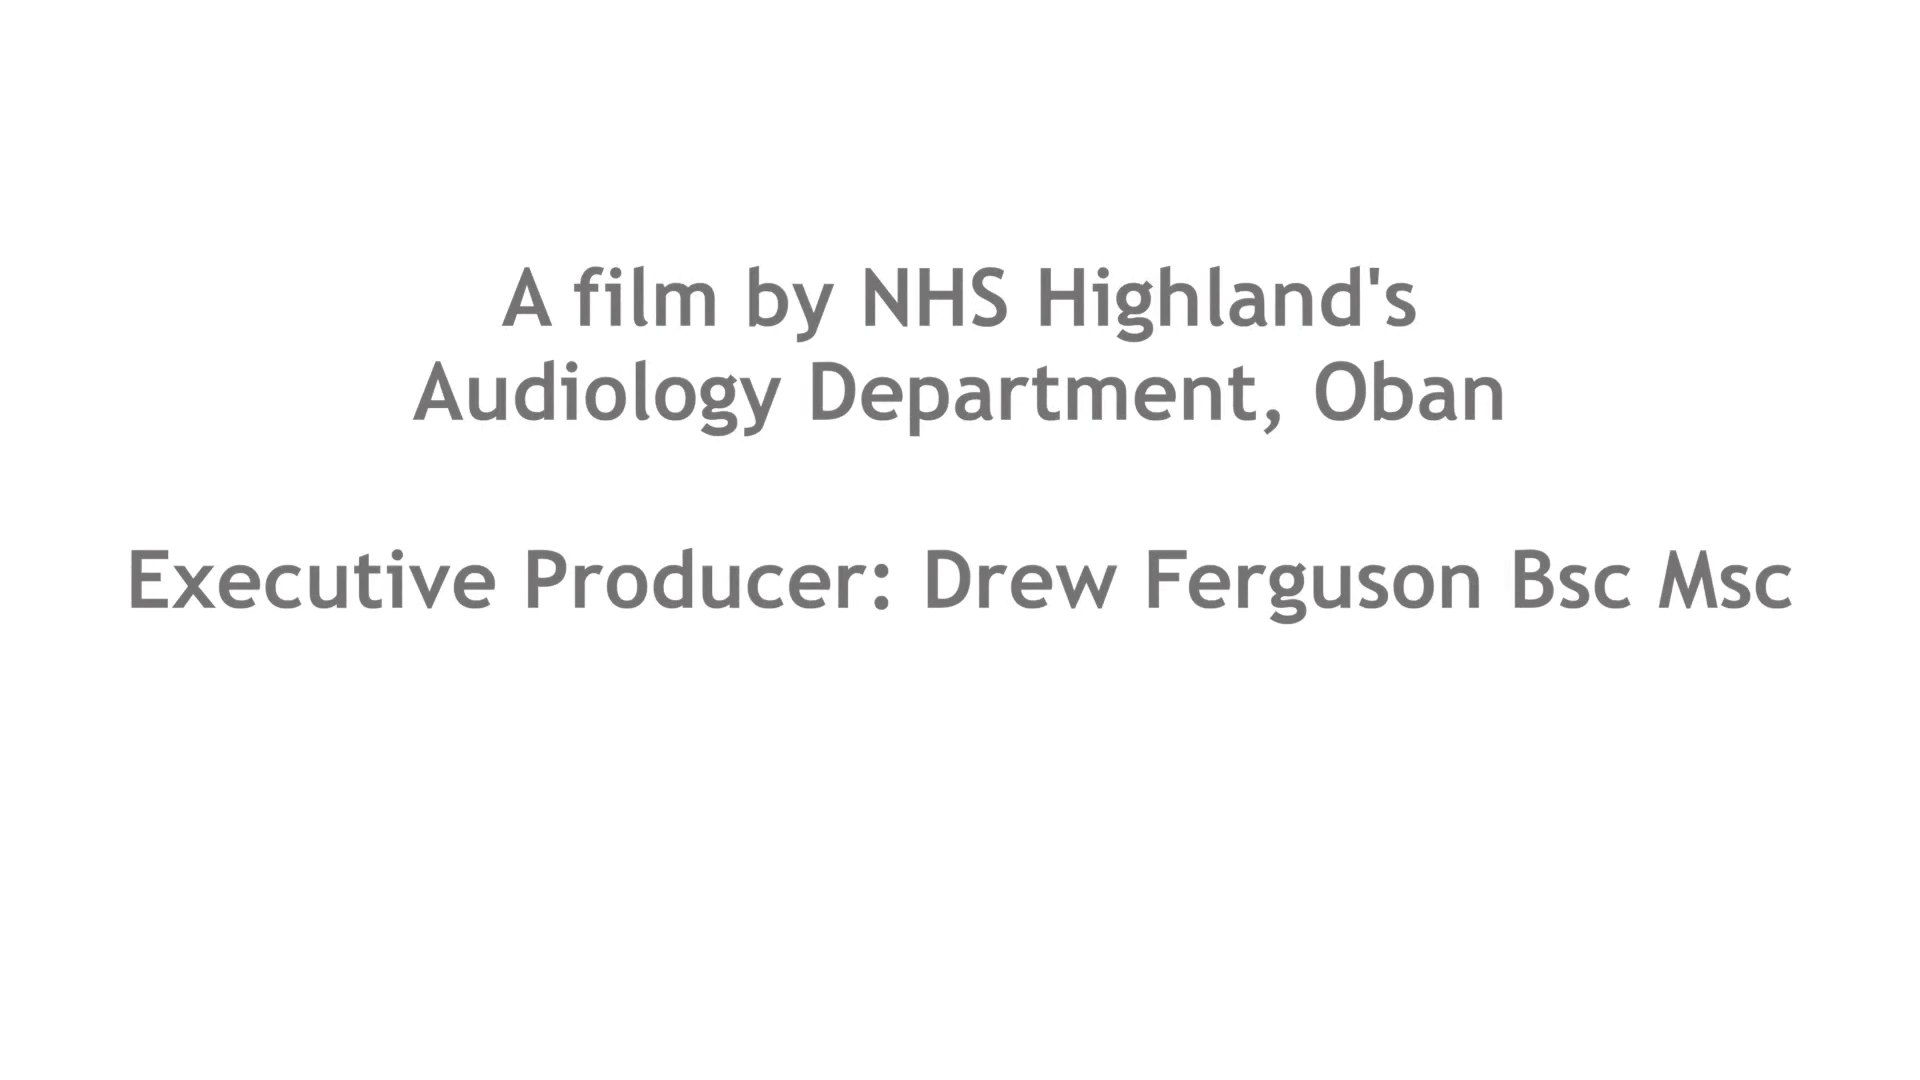 A film by NHS Highland's
Audiology Department, Oban
Executive Producer: Drew Ferguson Bsc Msc